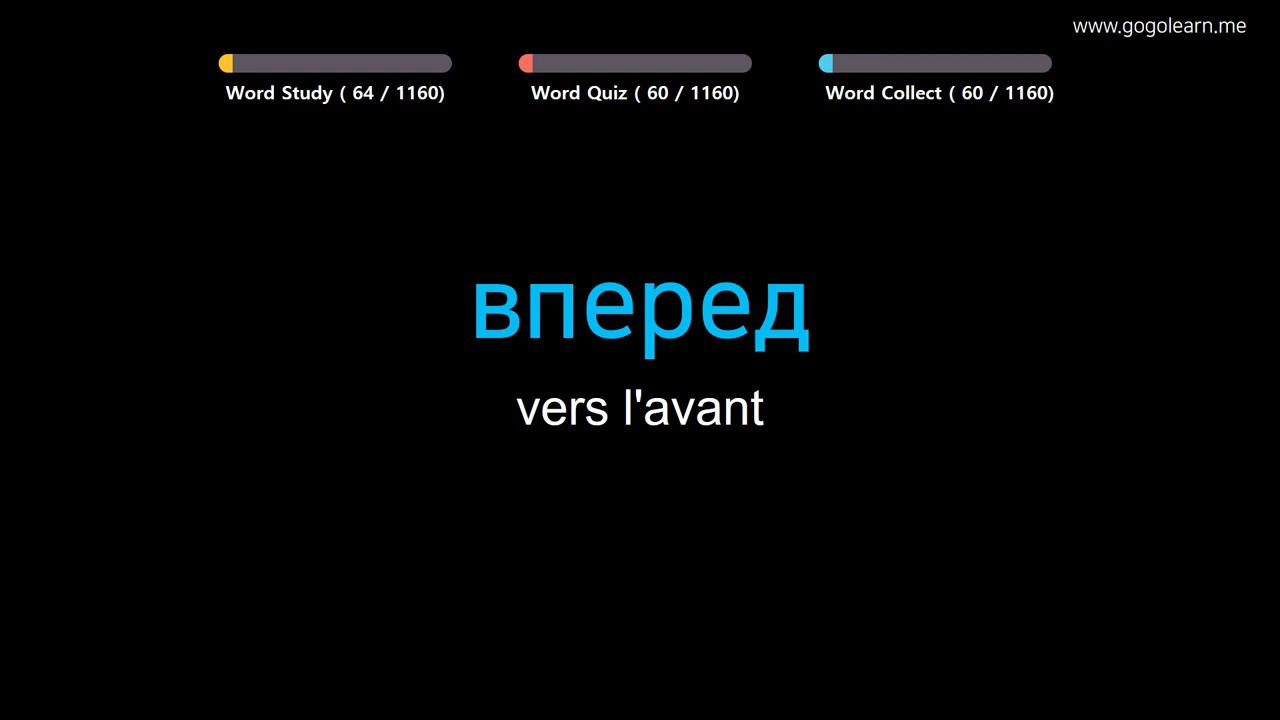 www.gogolearn.me
Word Study ( 64 / 1160)
Word Quiz ( 60 / 1160)
Word Collect ( 60 / 1160)
вперед
vers l'avant